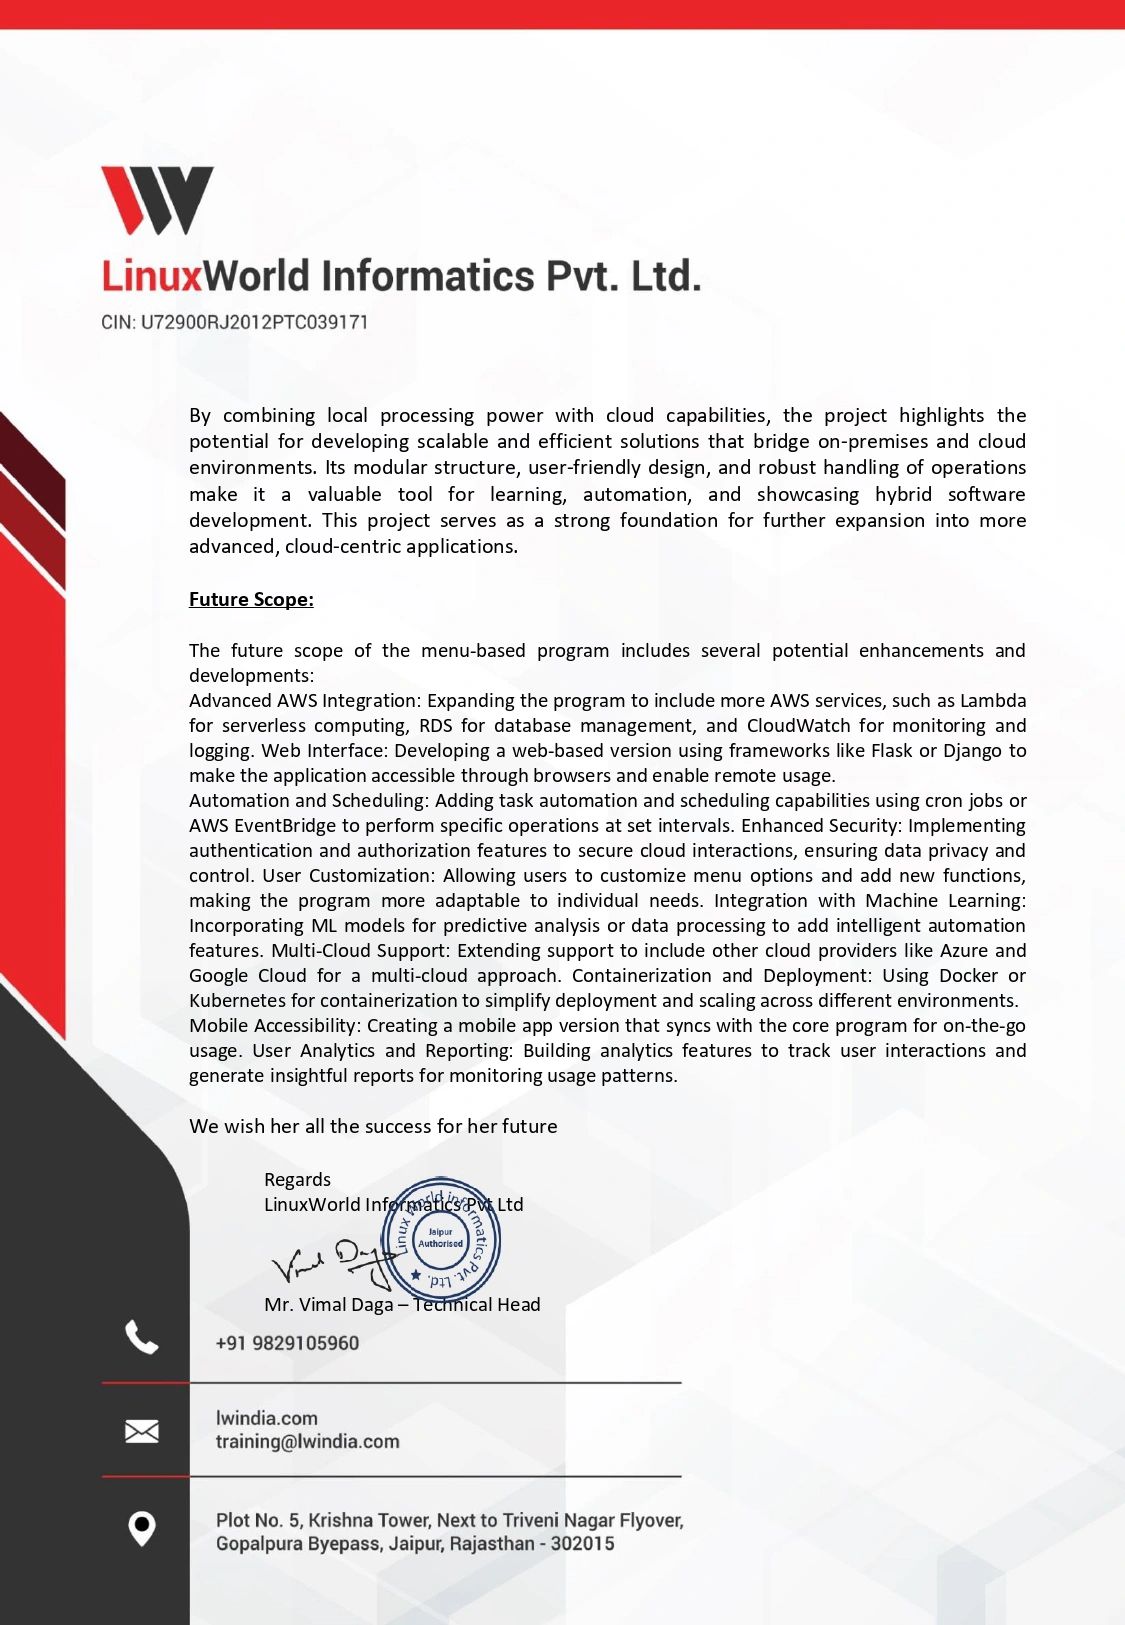 LinuxWorld Informatics Pvt. Ltd.
CIN: U72900RJ2012PTC039171
By combining local processing power with cloud capabilities, the project highlights the
potential for developing scalable and efficient solutions that bridge on-premises and cloud
environments. Its modular structure, user-friendly design, and robust handling of operations
make it a valuable tool for learning, automation, and showcasing hybrid software
development. This project serves as a strong foundation for further expansion into more
advanced, cloud-centric applications.
Future Scope:
The future scope of the menu-based program includes several potential enhancements and
developments:
Advanced AWS Integration: Expanding the program to include more AWS services, such as Lambda
for serverless computing, RDS for database management, and CloudWatch for monitoring and
logging. Web Interface: Developing a web-based version using frameworks like Flask or Django to
make the application accessible through browsers and enable remote usage.
Automation and Scheduling: Adding task automation and scheduling capabilities using cron jobs or
AWS EventBridge to perform specific operations at set intervals. Enhanced Security: Implementing
authentication and authorization features to secure cloud interactions, ensuring data privacy and
control. User Customization: Allowing users to customize menu options and add new functions,
making the program more adaptable to individual needs. Integration with Machine Learning:
Incorporating ML models for predictive analysis or data processing to add intelligent automation
features. Multi-Cloud Support: Extending support to include other cloud providers like Azure and
Google Cloud for a multi-cloud approach. Containerization and Deployment: Using Docker or
Kubernetes for containerization to simplify deployment and scaling across different environments.
Mobile Accessibility: Creating a mobile app version that syncs with the core program for on-the-go
usage. User Analytics and Reporting: Building analytics features to track user interactions and
generate insightful reports for monitoring usage patterns.
We wish her all the success for her future
Regards
LinuxWorld Informatics Pvt Ltd
Linux World informatics Pvt. Ltd.
Jaipur
Authorised
Vimal Daga
Mr. Vimal Daga – Technical Head
+91 9829105960
lwindia.com
training@lwindia.com
Plot No. 5, Krishna Tower, Next to Triveni Nagar Flyover,
Gopalpura Byepass, Jaipur, Rajasthan - 302015